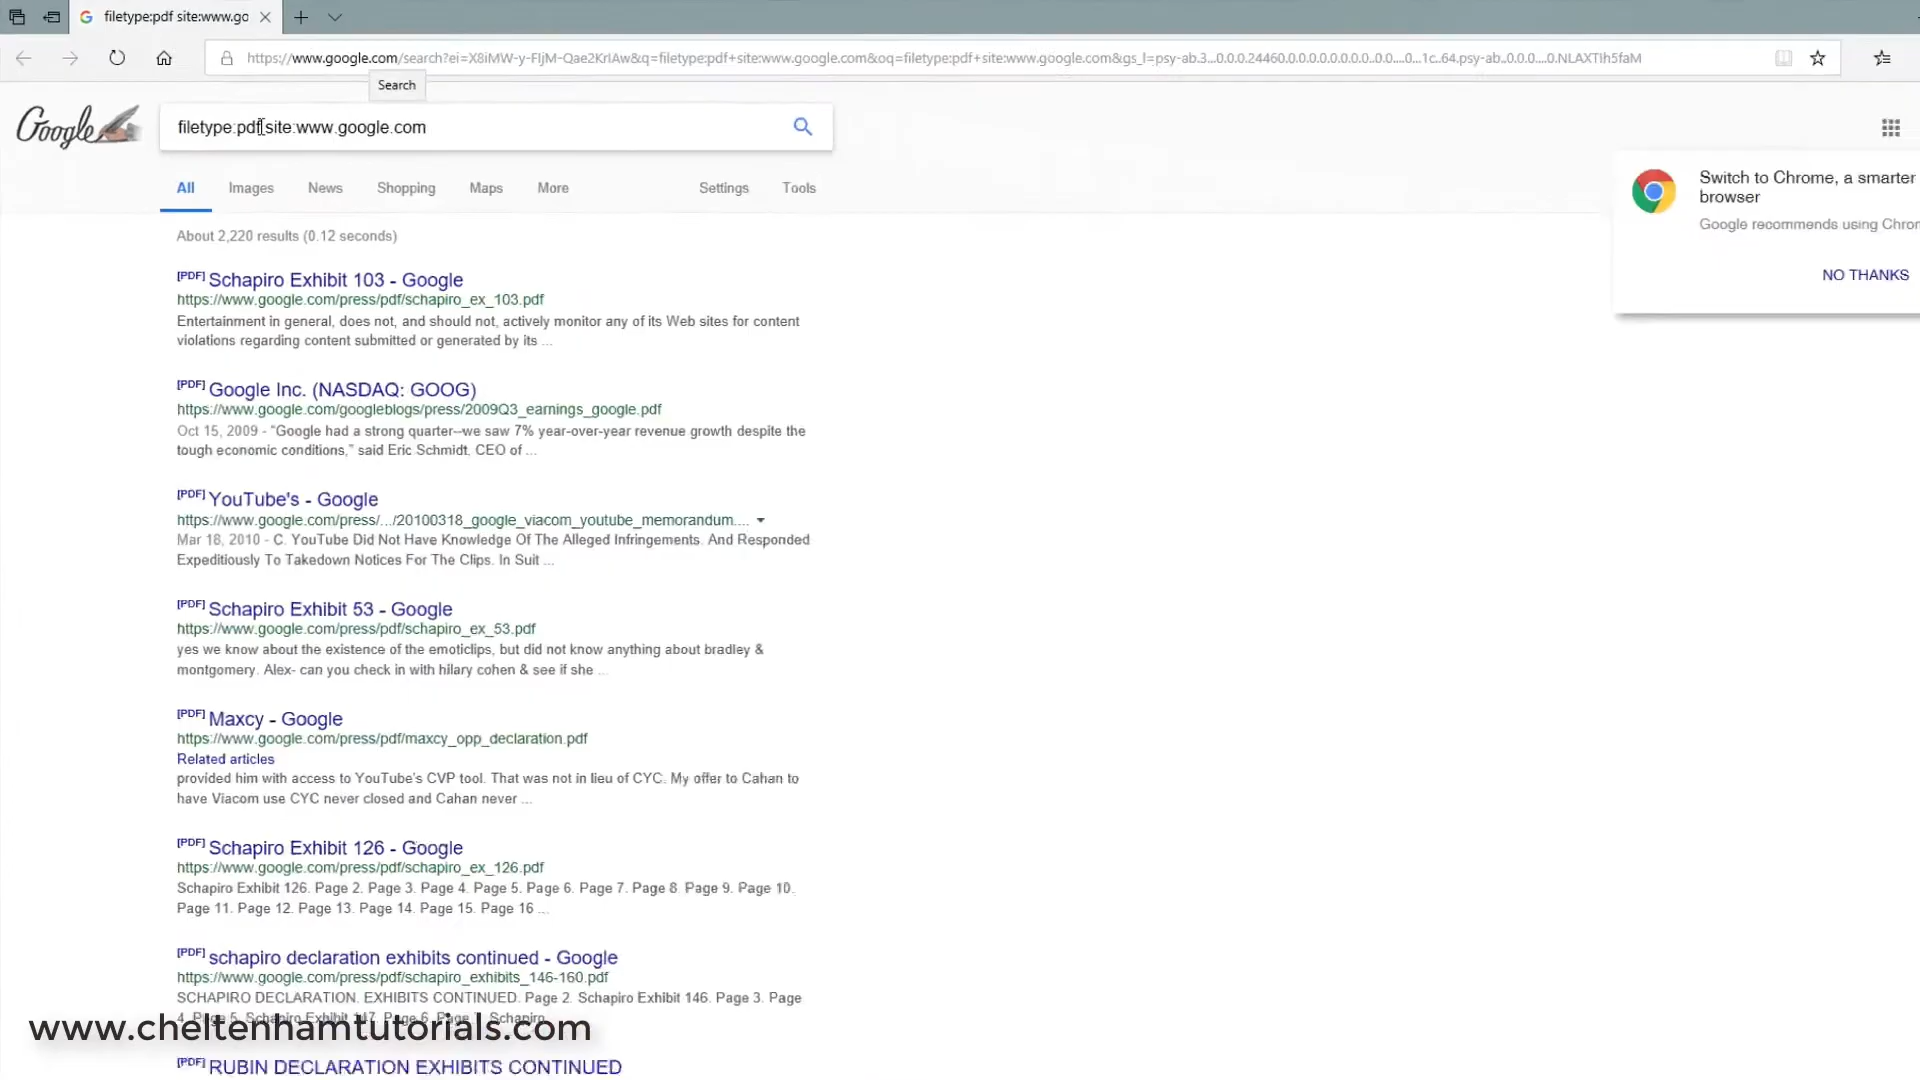 filetype:pdf site:www.go
https://www.google.com/search?ei=X8iMW-y-FIjM-Qae2KrIAw&q=filetype:pdf+site:www.google.com&oq=filetype:pdf+site:www.google.com&gs_l=psy-ab.3...0.0.0.24460.0.0.0.0.0.0.0.0..0.0....0...1c..64.psy-ab..0.0.0....0.NLAXTIh5faM
Search
Google
filetype:pdf site:www.google.com
All Images News Shopping Maps More Settings Tools
Switch to Chrome, a smarter
browser
Google recommends using Chrom
NO THANKS
About 2,220 results (0.12 seconds)
[PDF] Schapiro Exhibit 103 - Google
https://www.google.com/press/pdf/schapiro_ex_103.pdf
Entertainment in general, does not, and should not, actively monitor any of its Web sites for content
violations regarding content submitted or generated by its ...
[PDF] Google Inc. (NASDAQ: GOOG)
https://www.google.com/googleblogs/press/2009Q3_earnings_google.pdf
Oct 15, 2009 - “Google had a strong quarter--we saw 7% year-over-year revenue growth despite the
tough economic conditions,” said Eric Schmidt, CEO of ...
[PDF] YouTube's - Google
https://www.google.com/press/.../20100318_google_viacom_youtube_memorandum....
Mar 18, 2010 - C. YouTube Did Not Have Knowledge Of The Alleged Infringements. And Responded
Expeditiously To Takedown Notices For The Clips. In Suit ...
[PDF] Schapiro Exhibit 53 - Google
https://www.google.com/press/pdf/schapiro_ex_53.pdf
yes we know about the existence of the emoticlips, but did not know anything about bradley &
montgomery. Alex- can you check in with hilary cohen & see if she ...
[PDF] Maxcy - Google
https://www.google.com/press/pdf/maxcy_opp_declaration.pdf
Related articles
provided him with access to YouTube's CVP tool. That was not in lieu of CYC. My offer to Cahan to
have Viacom use CYC never closed and Cahan never ...
[PDF] Schapiro Exhibit 126 - Google
https://www.google.com/press/pdf/schapiro_ex_126.pdf
Schapiro Exhibit 126. Page 2. Page 3. Page 4. Page 5. Page 6. Page 7. Page 8. Page 9. Page 10.
Page 11. Page 12. Page 13. Page 14. Page 15. Page 16 ...
[PDF] schapiro declaration exhibits continued - Google
https://www.google.com/press/pdf/schapiro_exhibits_146-160.pdf
SCHAPIRO DECLARATION. EXHIBITS CONTINUED. Page 2. Schapiro Exhibit 146. Page 3. Page
4. Page 5. Schapiro Exhibit 147. Page 6. Page 7. Schapiro
www.cheltenhamtutorials.com
[PDF] RUBIN DECLARATION EXHIBITS CONTINUED